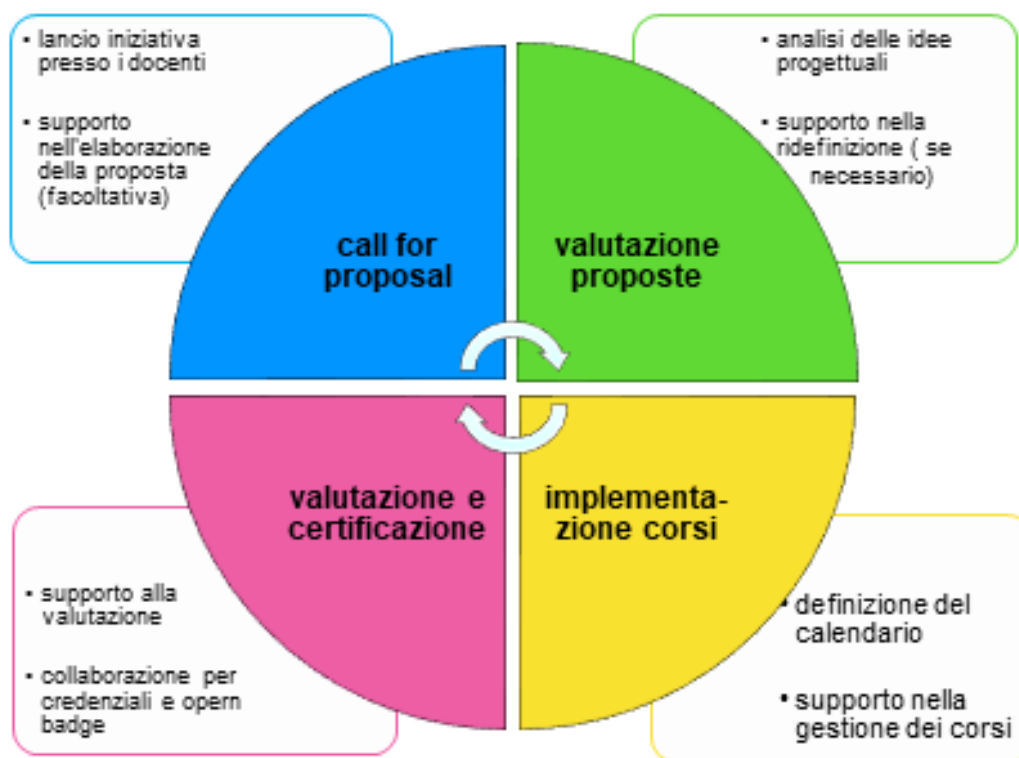 • lancio iniziativa
presso i docenti
• supporto
nell'elaborazione
della proposta
(facoltativa)
call for
proposal
• analisi delle idee
progettuali
• supporto nella
ridefinizione ( se
necessario)
valutazione
proposte
valutazione e
certificazione
• supporto alla
valutazione
• collaborazione per
credenziali e opern
badge
implementa-
zione corsi
• definizione del
calendario
• supporto nella
gestione dei corsi